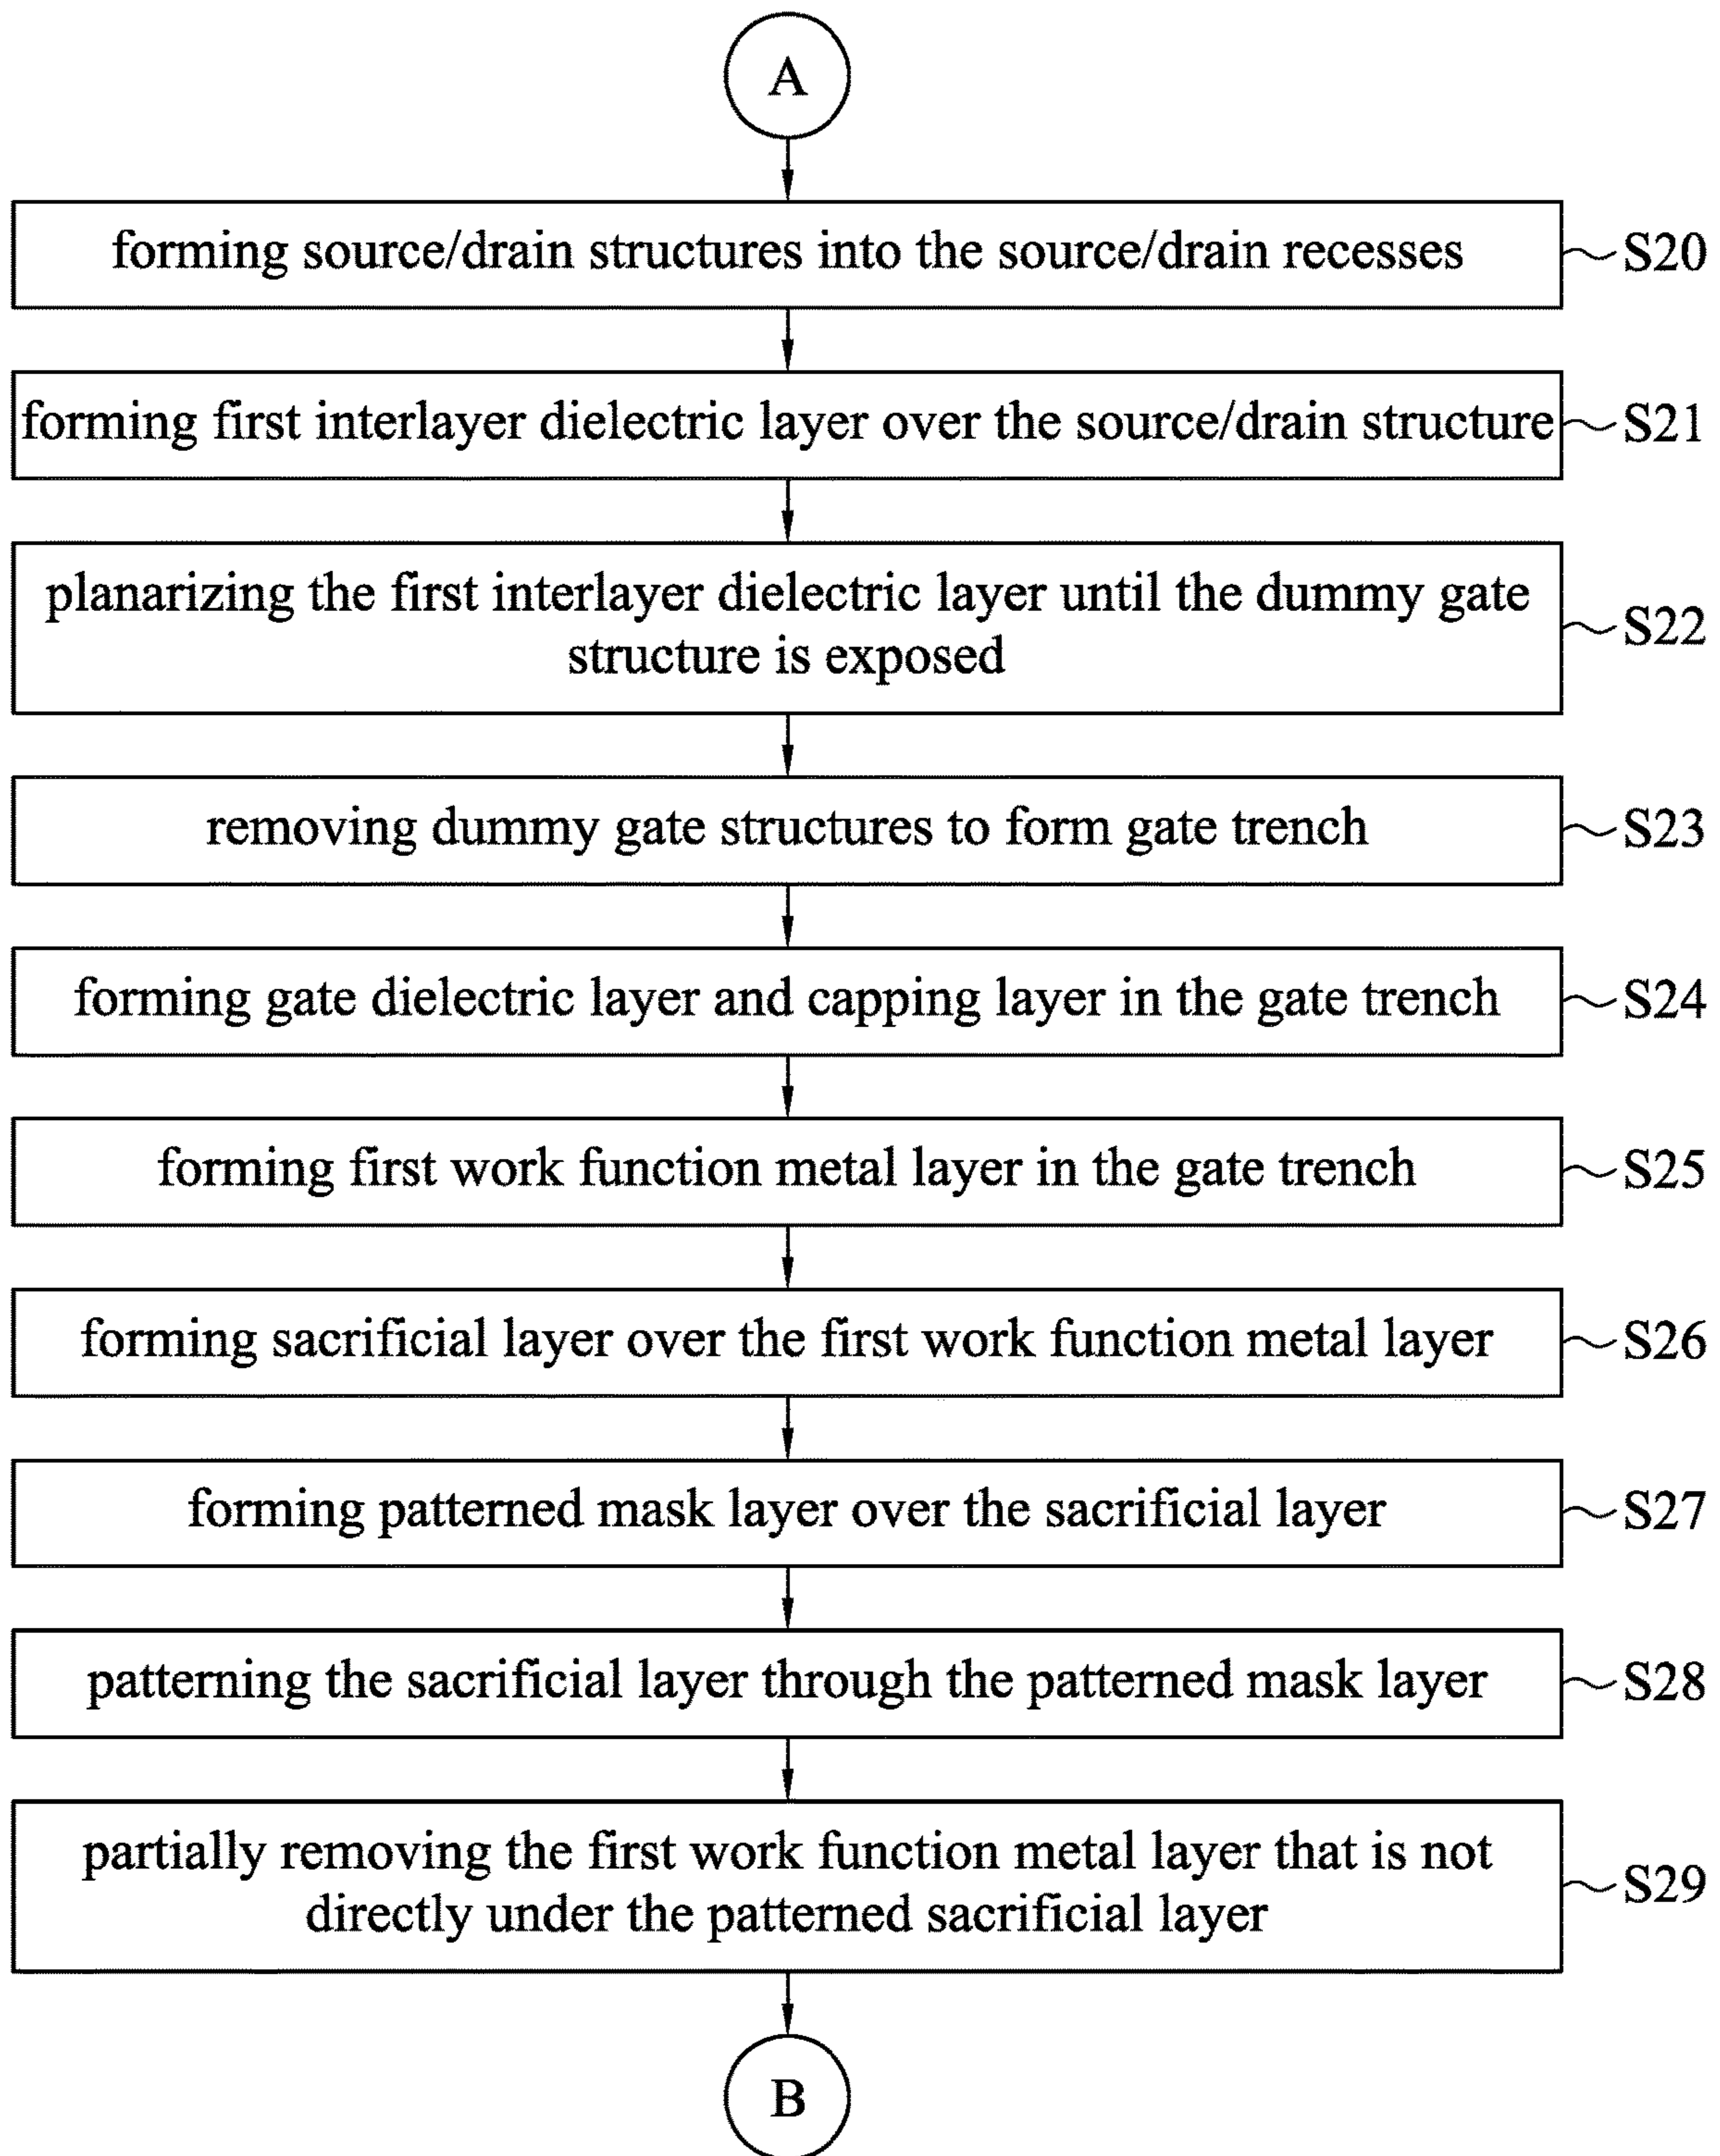 A
forming source/drain structures into the source/drain recesses
S20
forming first interlayer dielectric layer over the source/drain structure
S21
planarizing the first interlayer dielectric layer until the dummy gate
structure is exposed
S22
removing dummy gate structures to form gate trench
S23
forming gate dielectric layer and capping layer in the gate trench
S24
forming first work function metal layer in the gate trench
S25
forming sacrificial layer over the first work function metal layer
S26
forming patterned mask layer over the sacrificial layer
S27
patterning the sacrificial layer through the patterned mask layer
S28
partially removing the first work function metal layer that is not
directly under the patterned sacrificial layer
S29
B